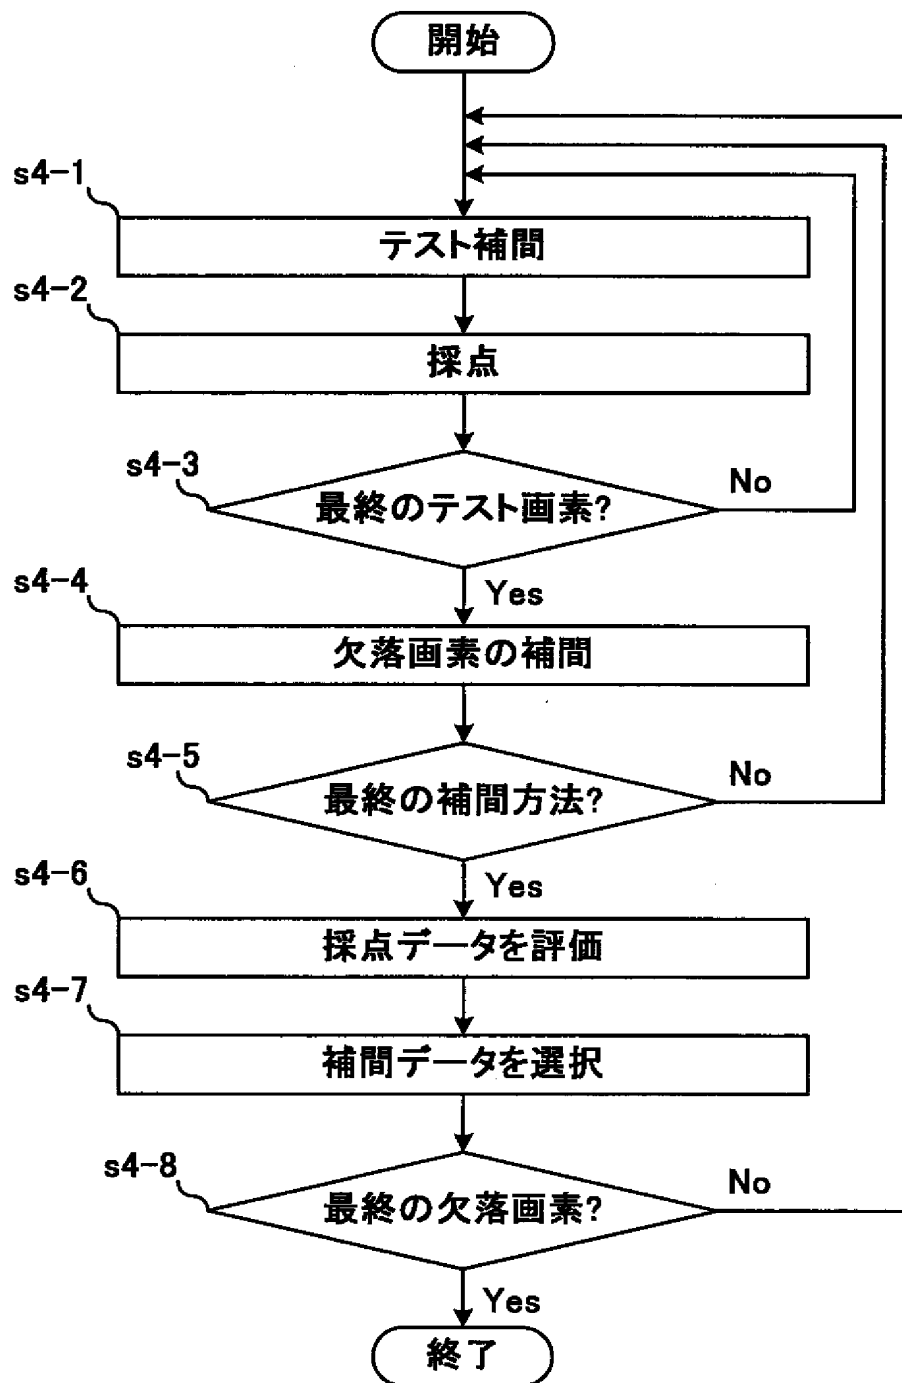 開始
s4-1
テスト補間
s4-2
採点
s4-3
最終のテスト画素?
No
Yes
s4-4
欠落画素の補間
s4-5
最終の補間方法?
No
Yes
s4-6
採点データを評価
s4-7
補間データを選択
s4-8
最終の欠落画素?
No
Yes
終了